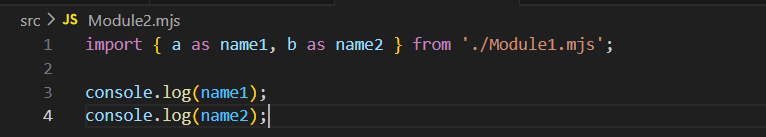 src > JS Module2.mjs
1 import { a as name1, b as name2 } from './Module1.mjs';
2
3 console.log(name1);
4 console.log(name2);